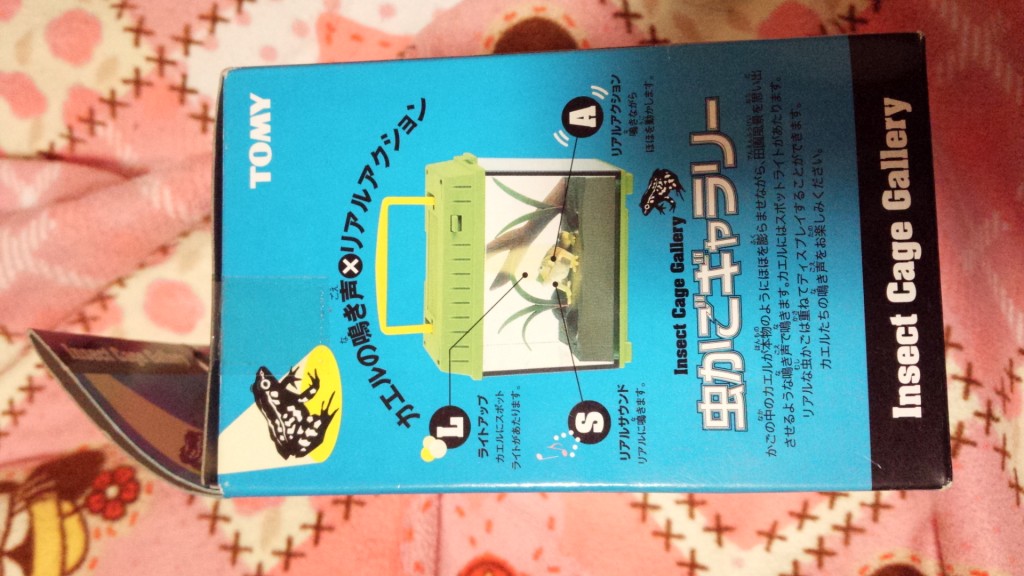 TOMY
カエルの鳴き声×リアルアクション
L
ライトアップ
カエルにスポット
ライトがあたります。
S
リアルサウンド
リアルに鳴きます。
A
リアルアクション
鳴きながら
ほほを動かします。
Insect Cage Gallery
虫かごギャラリー
かごの中のカエルが本物のようにほほを膨らませながら、田園風景を思い出
させるような鳴き声で鳴きます。カエルにはスポットライトがあたります。
リアルな虫かごは重ねてディスプレイすることができます。
カエルたちの鳴き声をお楽しみください。
Insect Cage Gallery